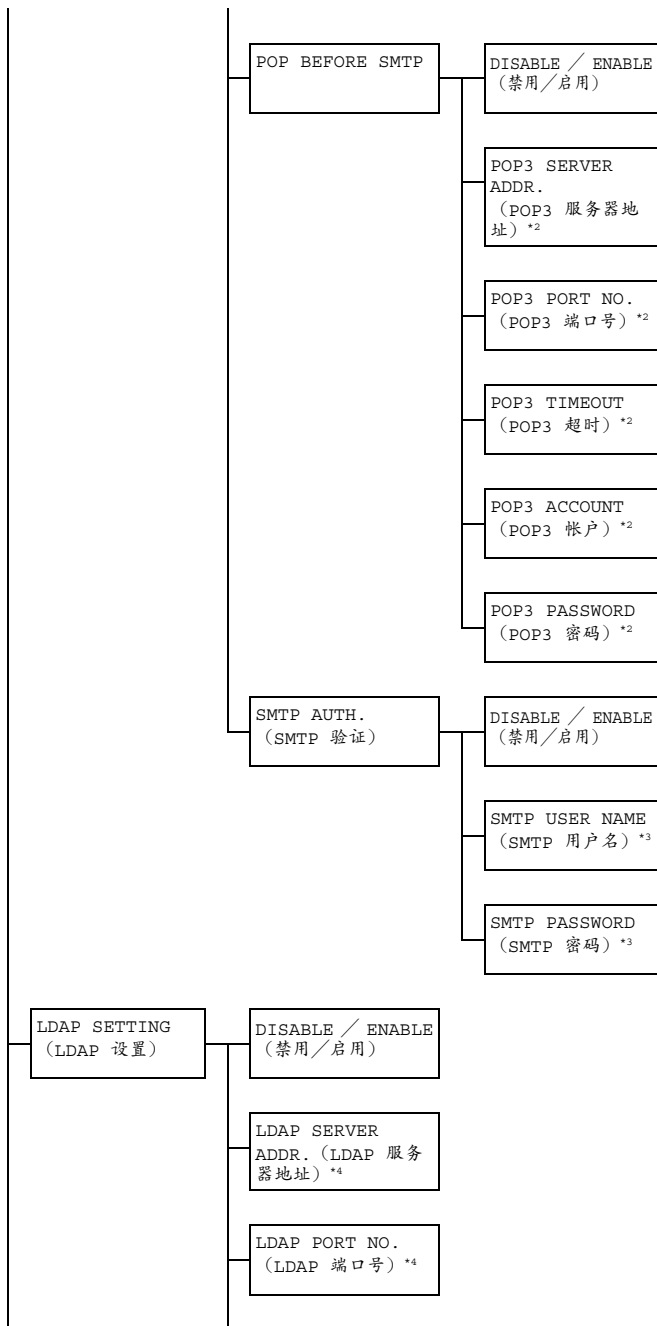 POP BEFORE SMTP
DISABLE ／ ENABLE
（禁用／启用）
POP3 SERVER
ADDR.
（POP3 服务器地
址）*2
POP3 PORT NO.
（POP3 端口号）*2
POP3 TIMEOUT
（POP3 超时）*2
POP3 ACCOUNT
（POP3 帐户）*2
POP3 PASSWORD
（POP3 密码）*2
SMTP AUTH.
（SMTP 验证）
DISABLE ／ ENABLE
（禁用／启用）
SMTP USER NAME
（SMTP 用户名）*3
SMTP PASSWORD
（SMTP 密码）*3
LDAP SETTING
（LDAP 设置）
DISABLE ／ ENABLE
（禁用／启用）
LDAP SERVER
ADDR.（LDAP 服务
器地址）*4
LDAP PORT NO.
（LDAP 端口号）*4